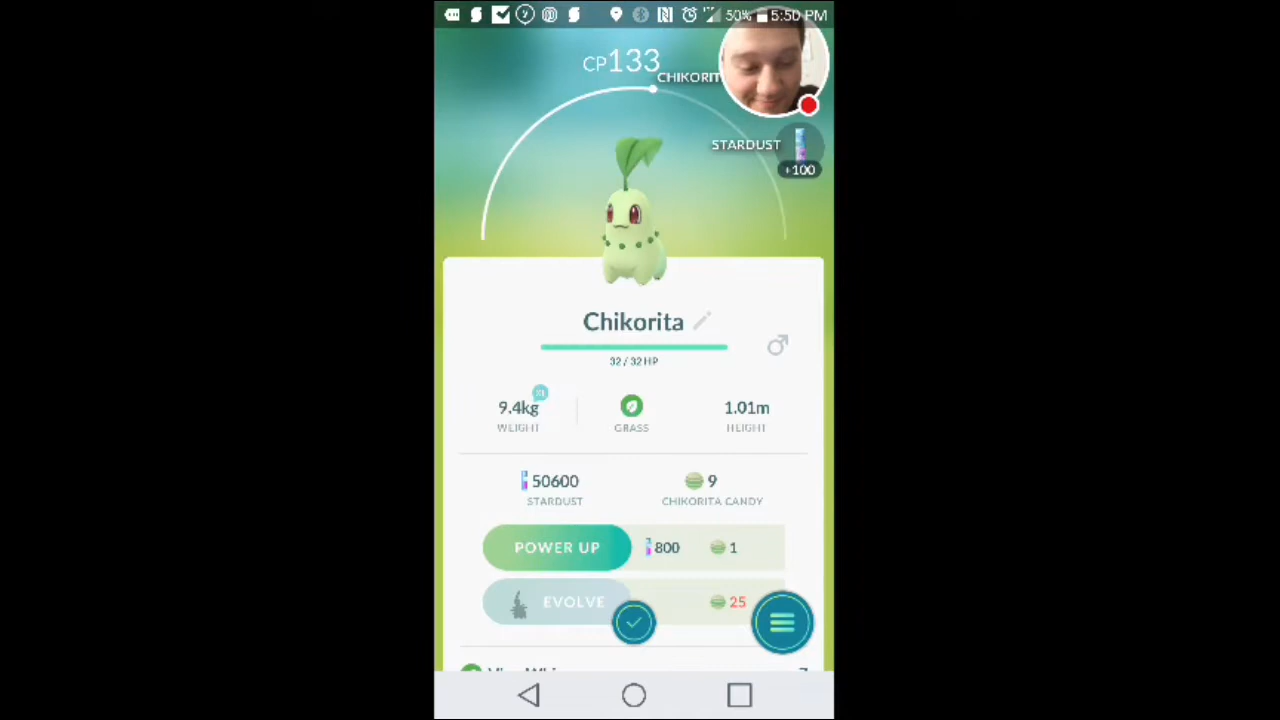 50% 5:50 PM
CP133
CHIKORIT
STARDUST
+100
Chikorita
32 / 32 HP
9.4kg
WEIGHT
GRASS
1.01m
HEIGHT
50600
STARDUST
9
CHIKORITA CANDY
POWER UP 800 1
EVOLVE 25